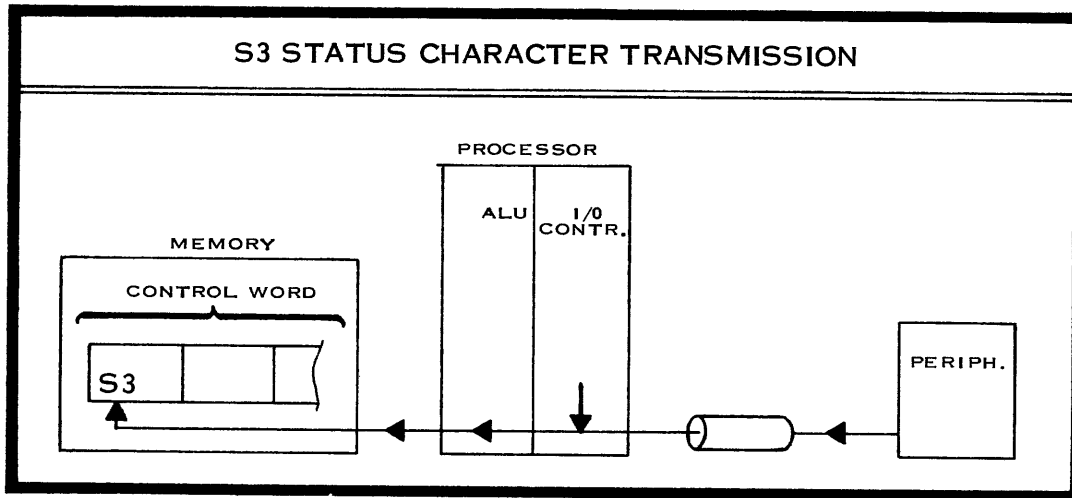 S3 STATUS CHARACTER TRANSMISSION
PROCESSOR
ALU
I/O
CONTR.
MEMORY
CONTROL WORD
S3
PERIPH.